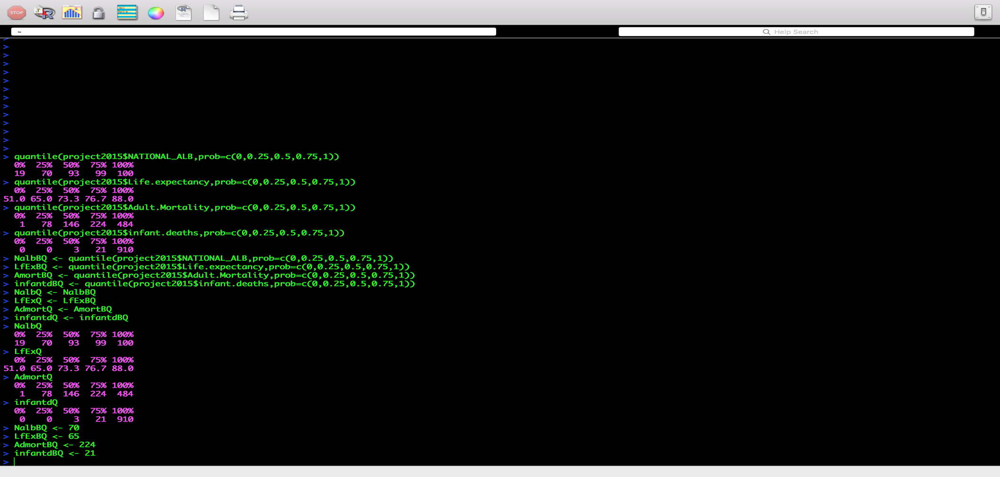 STOP
~
Help Search
>
>
>
>
>
>
>
>
>
>
>
>
>
>
> quantile(project2015$NATIONAL_ALB,prob=c(0,0.25,0.5,0.75,1))
  0%  25%  50%  75% 100%
  19   70   93   99  100
> quantile(project2015$Life.expectancy,prob=c(0,0.25,0.5,0.75,1))
  0%  25%  50%  75% 100%
51.0 65.0 73.3 76.7 88.0
> quantile(project2015$Adult.Mortality,prob=c(0,0.25,0.5,0.75,1))
  0%  25%  50%  75% 100%
   1   78  146  224  484
> quantile(project2015$infant.deaths,prob=c(0,0.25,0.5,0.75,1))
  0%  25%  50%  75% 100%
   0    0    3   21  910
> NalbBQ <- quantile(project2015$NATIONAL_ALB,prob=c(0,0.25,0.5,0.75,1))
> LfExBQ <- quantile(project2015$Life.expectancy,prob=c(0,0.25,0.5,0.75,1))
> AmortBQ <- quantile(project2015$Adult.Mortality,prob=c(0,0.25,0.5,0.75,1))
> infantdBQ <- quantile(project2015$infant.deaths,prob=c(0,0.25,0.5,0.75,1))
> NalbQ <- NalbBQ
> LfExQ <- LfExBQ
> AdmortQ <- AmortBQ
> infantdQ <- infantdBQ
> NalbQ
  0%  25%  50%  75% 100%
  19   70   93   99  100
> LfExQ
  0%  25%  50%  75% 100%
51.0 65.0 73.3 76.7 88.0
> AdmortQ
  0%  25%  50%  75% 100%
   1   78  146  224  484
> infantdQ
  0%  25%  50%  75% 100%
   0    0    3   21  910
> NalbBQ <- 70
> LfExBQ <- 65
> AdmortBQ <- 224
> infantdBQ <- 21
>